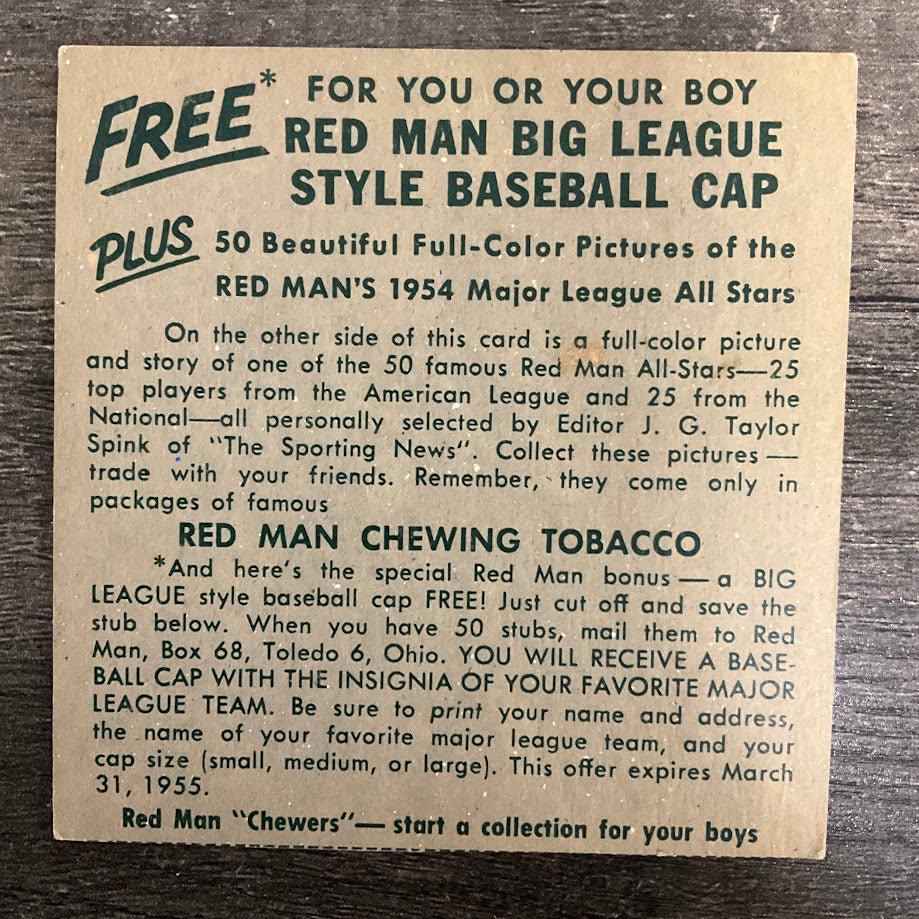 FREE* FOR YOU OR YOUR BOY
RED MAN BIG LEAGUE
STYLE BASEBALL CAP
PLUS 50 Beautiful Full-Color Pictures of the
RED MAN'S 1954 Major League All Stars
On the other side of this card is a full-color picture
and story of one of the 50 famous Red Man All-Stars—25
top players from the American League and 25 from the
National—all personally selected by Editor J. G. Taylor
Spink of "The Sporting News". Collect these pictures —
trade with your friends. Remember, they come only in
packages of famous
RED MAN CHEWING TOBACCO
*And here's the special Red Man bonus — a BIG
LEAGUE style baseball cap FREE! Just cut off and save the
stub below. When you have 50 stubs, mail them to Red
Man, Box 68, Toledo 6, Ohio. YOU WILL RECEIVE A BASE-
BALL CAP WITH THE INSIGNIA OF YOUR FAVORITE MAJOR
LEAGUE TEAM. Be sure to print your name and address,
the name of your favorite major league team, and your
cap size (small, medium, or large). This offer expires March
31, 1955.
Red Man "Chewers"— start a collection for your boys